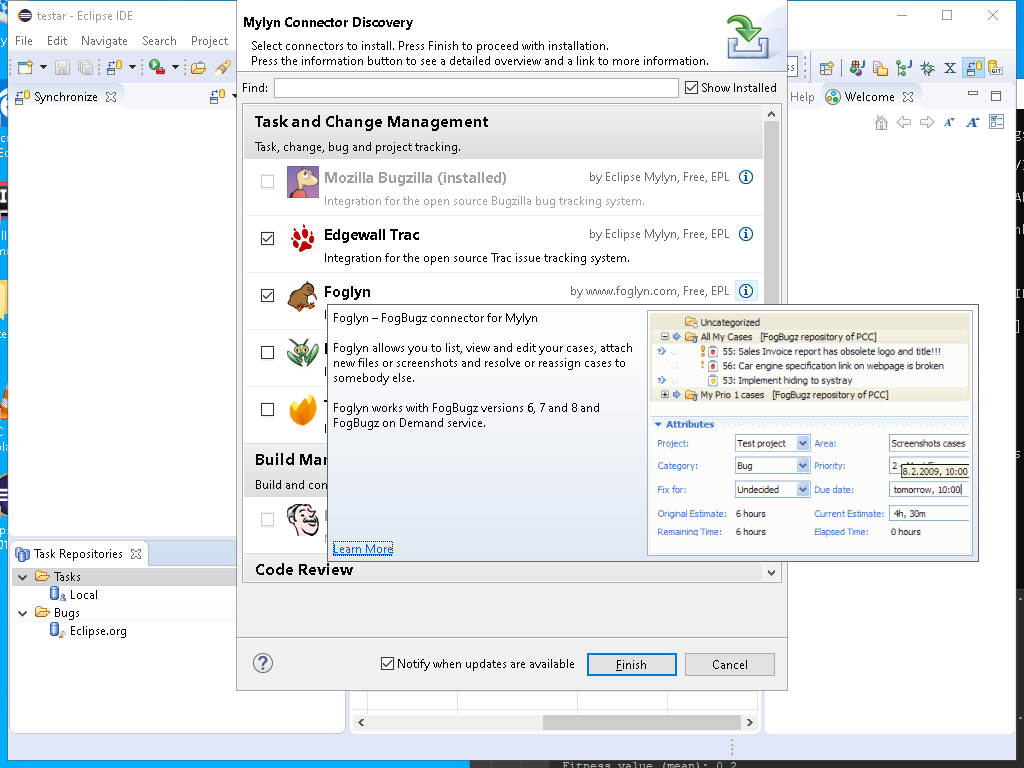 testar - Eclipse IDE
File Edit Navigate Search Project
Help
Synchronize
Welcome
Mylyn Connector Discovery
Select connectors to install. Press Finish to proceed with installation.
Press the information button to see a detailed overview and a link to more information.
Find:
Show Installed
Task and Change Management
Task, change, bug and project tracking.
Mozilla Bugzilla (installed)
by Eclipse Mylyn, Free, EPL
Integration for the open source Bugzilla bug tracking system.
Edgewall Trac
by Eclipse Mylyn, Free, EPL
Integration for the open source Trac issue tracking system.
Foglyn
by www.foglyn.com, Free, EPL
Foglyn – FogBugz connector for Mylyn
Foglyn allows you to list, view and edit your cases, attach
new files or screenshots and resolve or reassign cases to
somebody else.
Foglyn works with FogBugz versions 6, 7 and 8 and
FogBugz on Demand service.
Learn More
Uncategorized
All My Cases [FogBugz repository of PCC]
55: Sales Invoice report has obsolete logo and title!!!
56: Car engine specification link on webpage is broken
53: Implement hiding to systray
My Prio 1 cases [FogBugz repository of PCC]
Attributes
Project: Test project Area: Screenshots cases
Category: Bug Priority: 2 -
8.2.2009, 10:00
Fix for: Undecided Due date: tomorrow, 10:00
Original Estimate: 6 hours Current Estimate: 4h, 30m
Remaining Time: 6 hours Elapsed Time: 0 hours
Build Mar
Build and con
Code Review
Task Repositories
Tasks
Local
Bugs
Eclipse.org
Notify when updates are available
Finish
Cancel
Fitness value (mean): 0.2